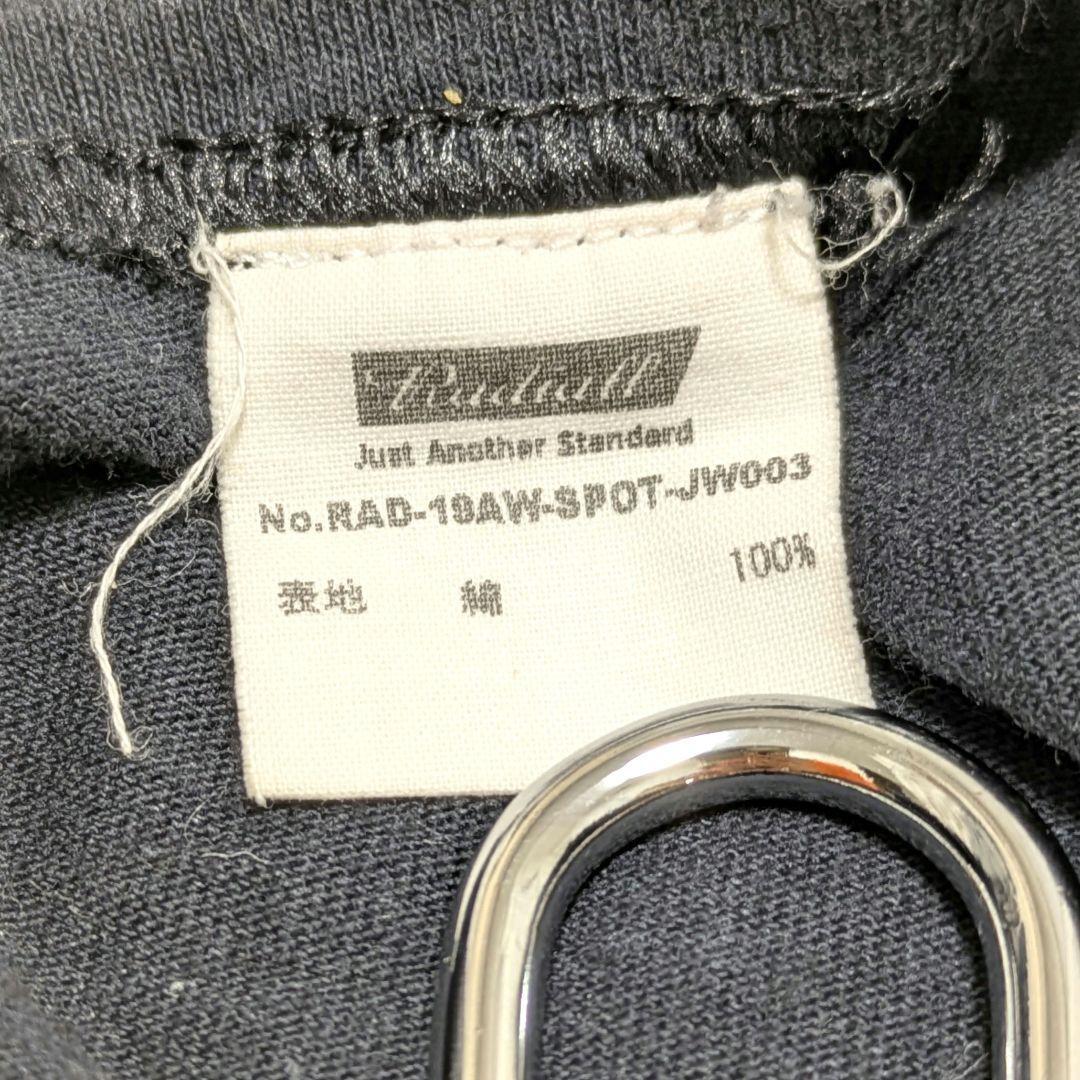 Radiall
Just Another Standard
No.RAD-19AW-SPOT-JW003
表地 綿 100%